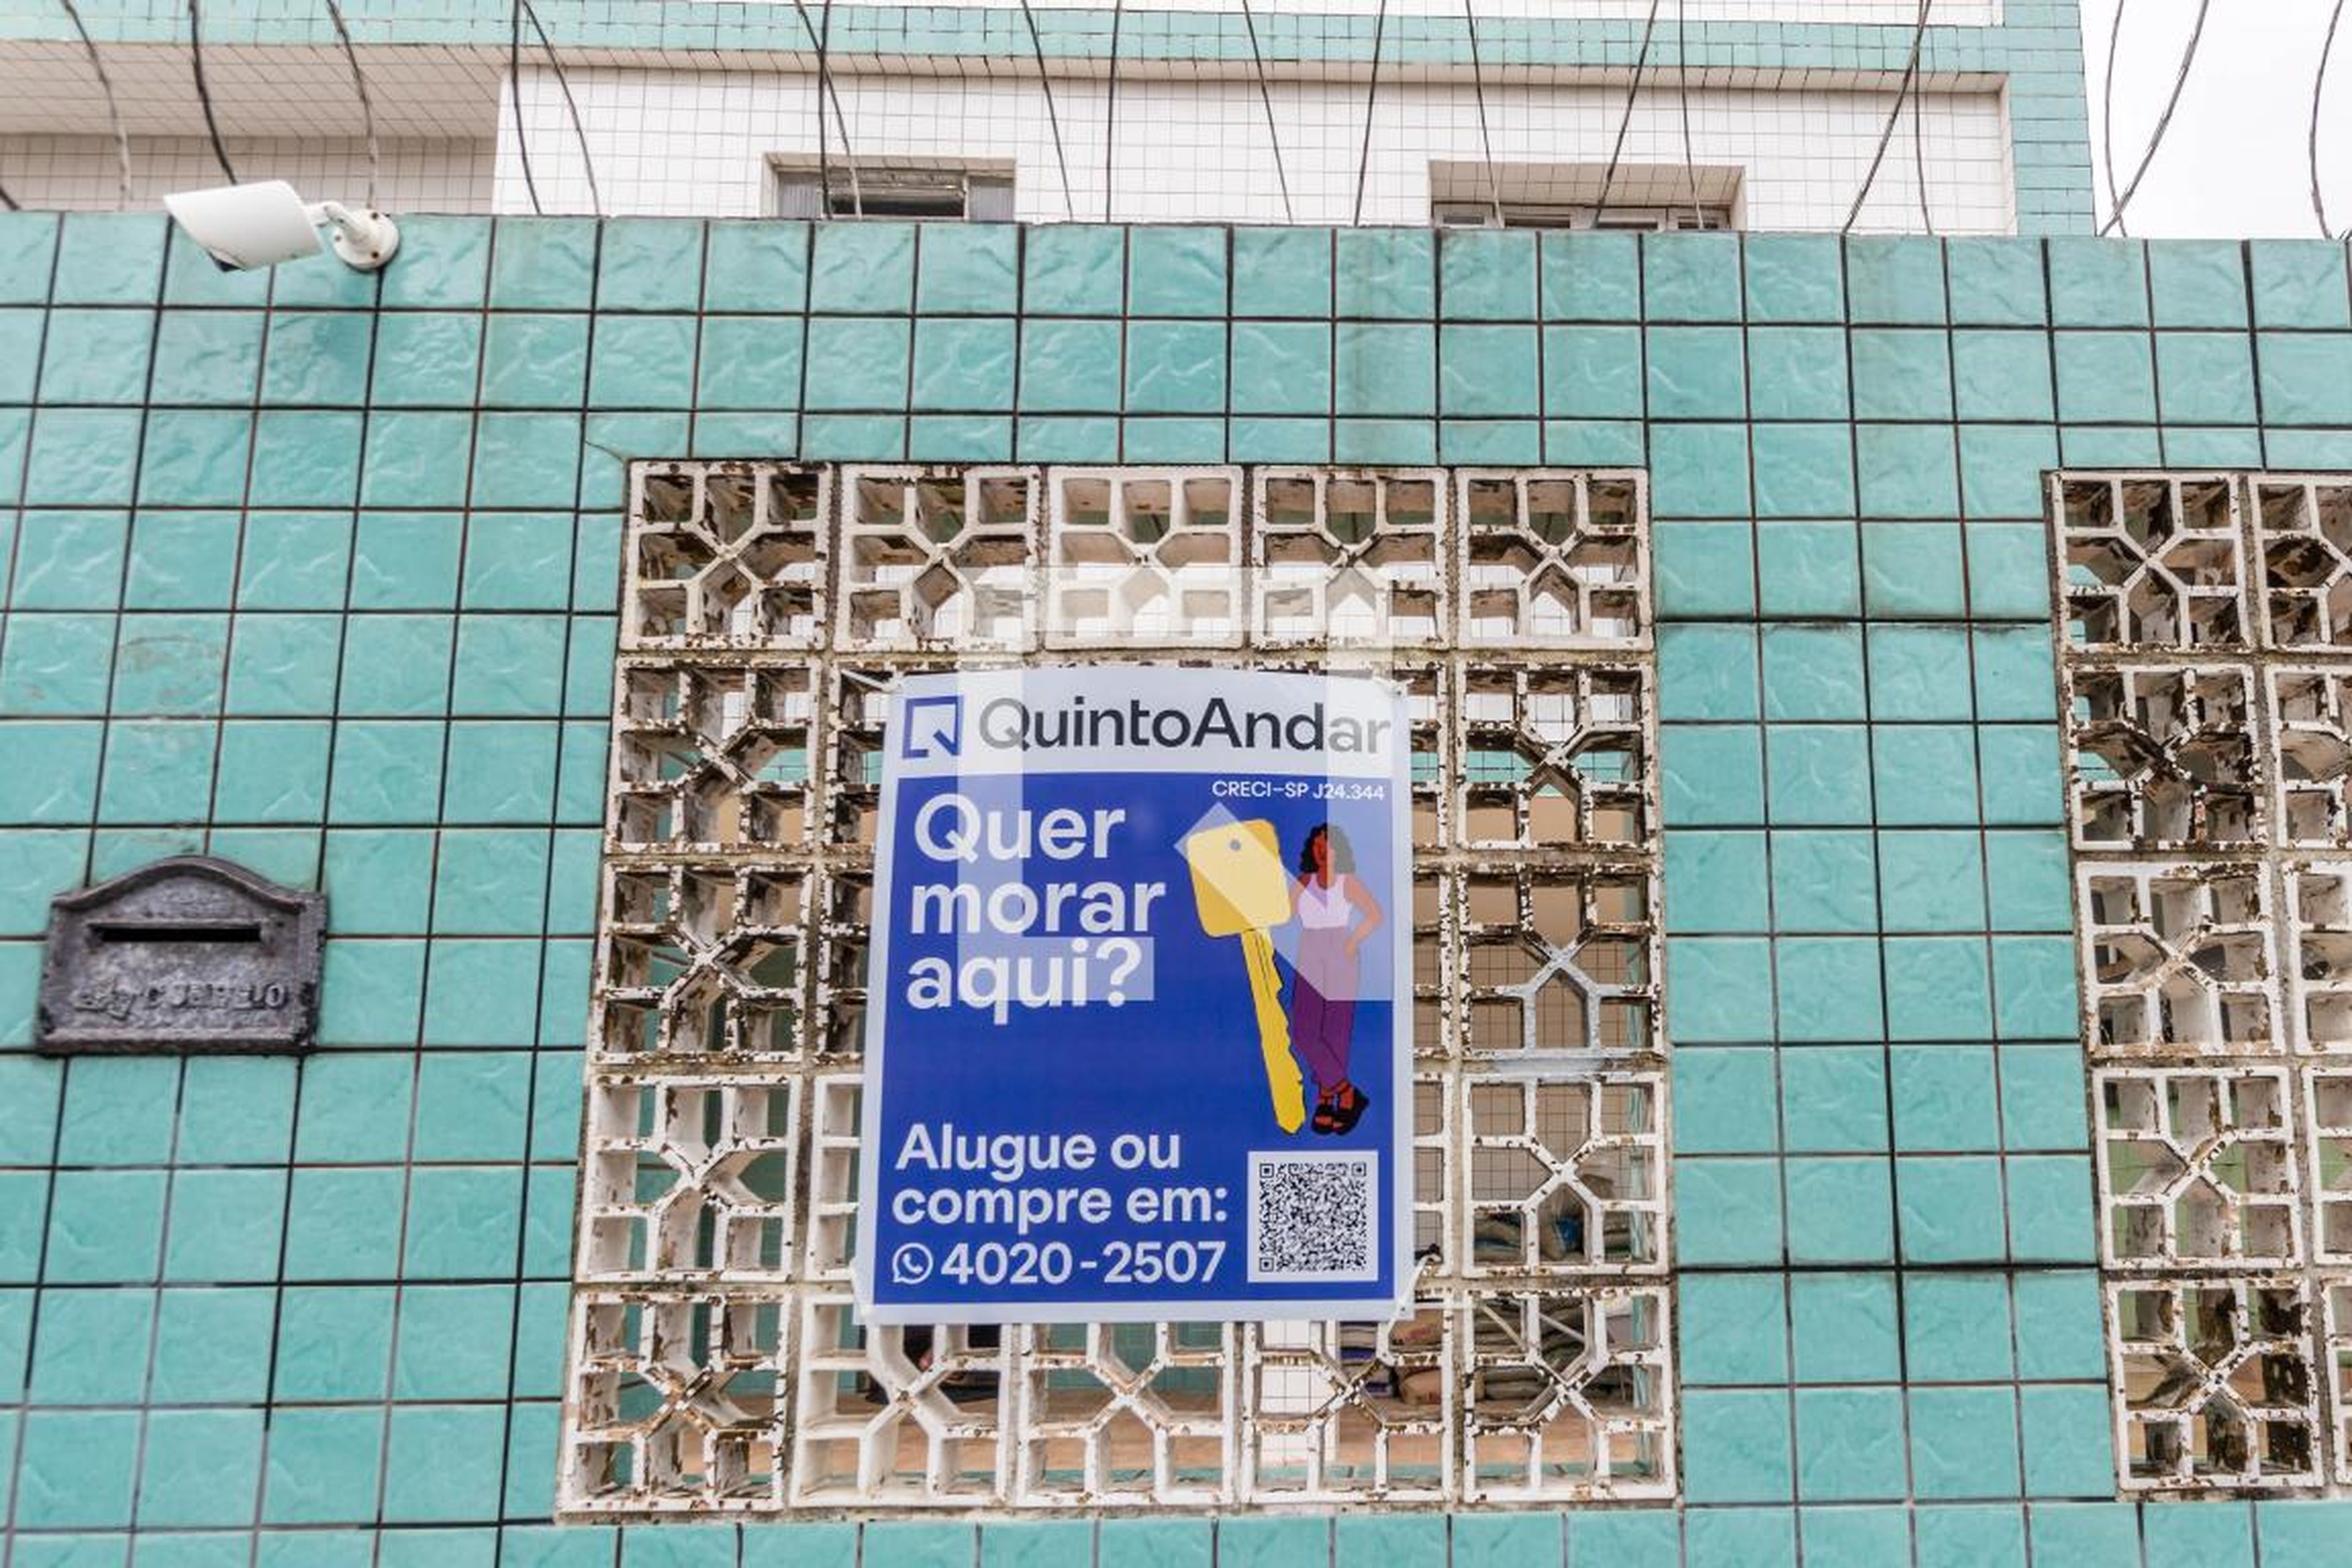 QuintoAndar
CRECI-SP J24.344
Quer
morar
aqui?
Alugue ou
compre em:
4020-2507